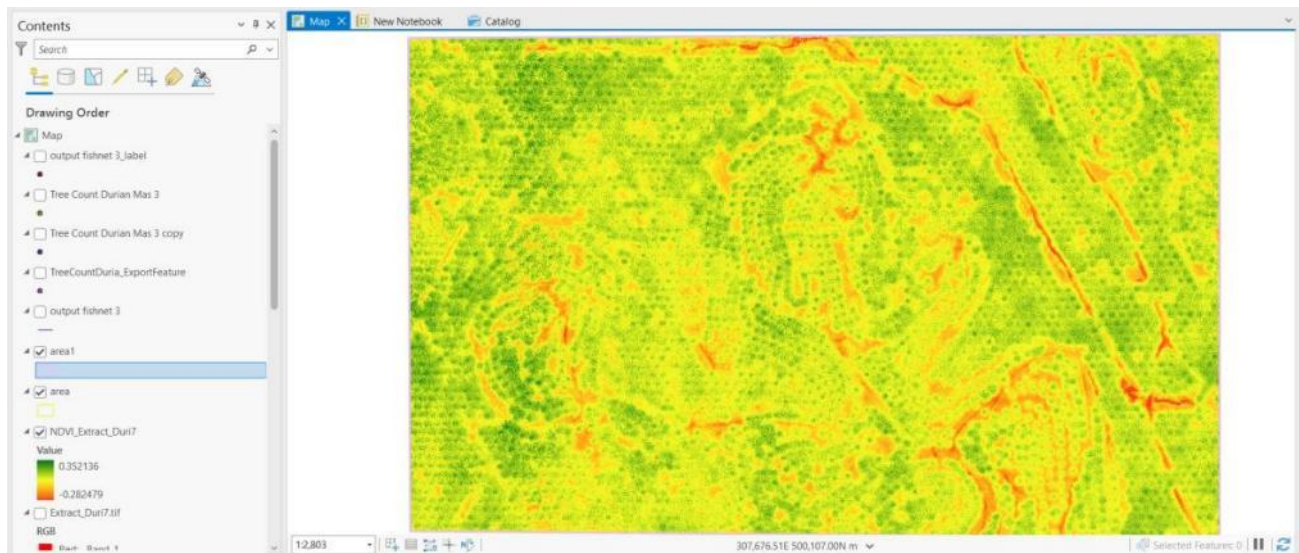 Contents
Map
New Notebook
Catalog
Search
Drawing Order
Map
output fishnet 3_label
Tree Count Durian Mas 3
Tree Count Durian Mas 3 copy
TreeCountDuria_ExportFeature
output fishnet 3
area1
area
NDVI_Extract_Duri7
Value
0.352136
-0.282479
Extract_Duri7.tif
RGB
Red: Band_1
1:2,803
307,676.51E 500,107.00N m
Selected Features: 0